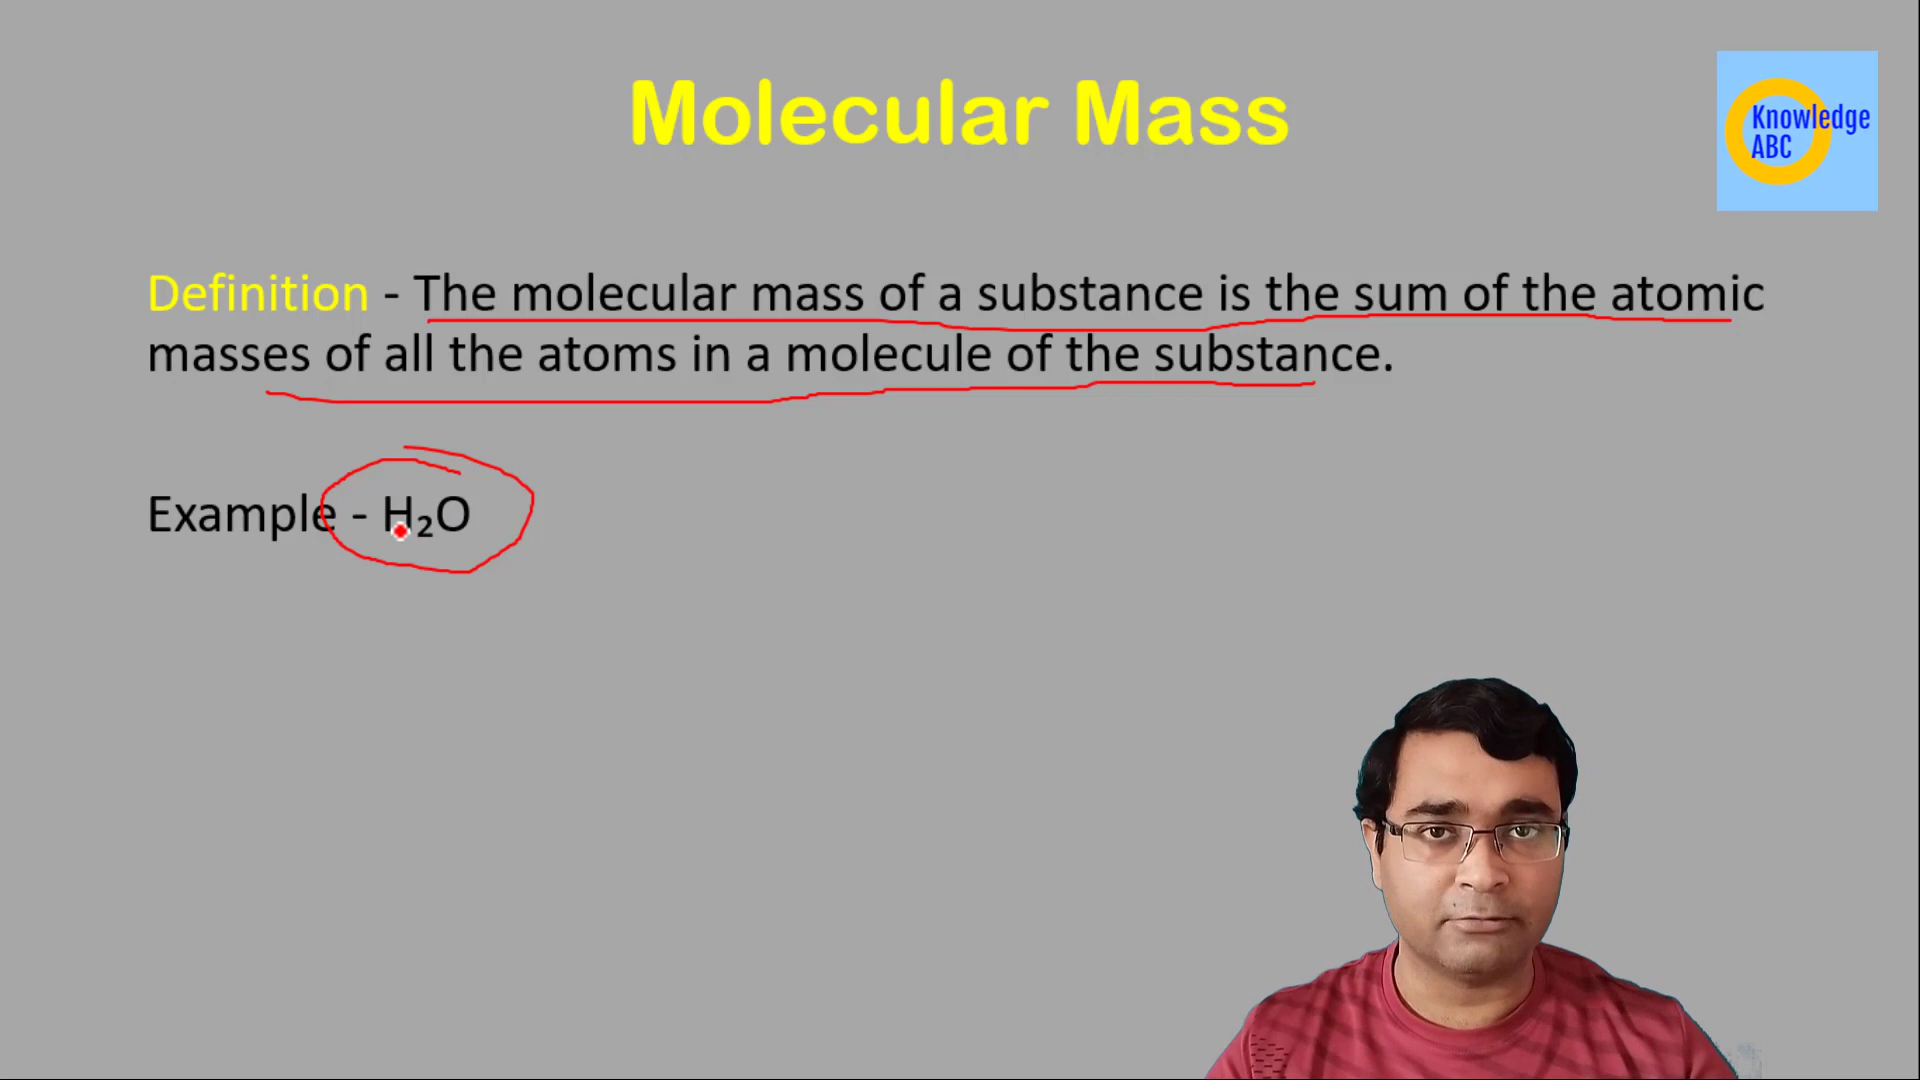 Molecular Mass
Knowledge
ABC
Definition - The molecular mass of a substance is the sum of the atomic
masses of all the atoms in a molecule of the substance.
Example - H₂O